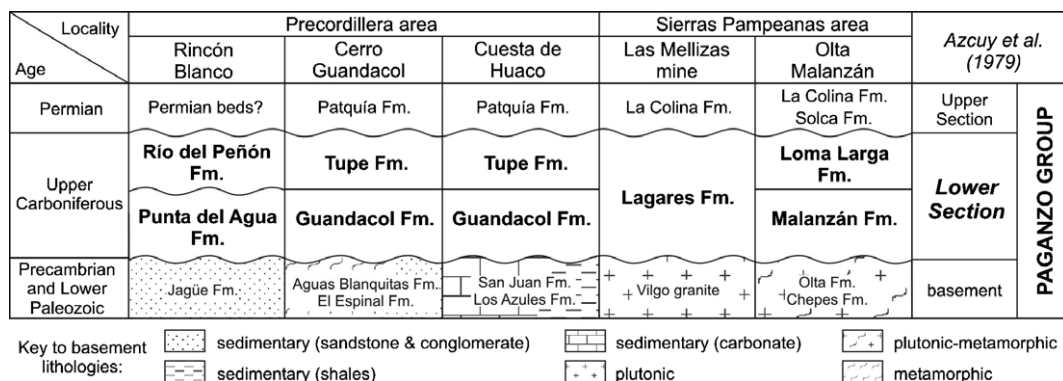 Locality
Age
Precordillera area
Sierras Pampeanas area
Azcuy et al.
(1979)
Rincón
Blanco
Cerro
Guandacol
Cuesta de
Huaco
Las Mellizas
mine
Olta
Malanzán
Permian
Permian beds?
Patquía Fm.
Patquía Fm.
La Colina Fm.
La Colina Fm.
Solca Fm.
Upper
Section
Upper
Carboniferous
Río del Peñón
Fm.
Tupe Fm.
Tupe Fm.
Lagares Fm.
Loma Larga
Fm.
Lower
Section
Punta del Agua
Fm.
Guandacol Fm.
Guandacol Fm.
Malanzán Fm.
Precambrian
and Lower
Paleozoic
Jagüe Fm.
Aguas Blanquitas Fm.
El Espinal Fm.
San Juan Fm.
Los Azules Fm.
Vilgo granite
Olta Fm.
Chepes Fm.
basement
PAGANZO GROUP
Key to basement
lithologies:
sedimentary (sandstone & conglomerate)
sedimentary (carbonate)
plutonic-metamorphic
sedimentary (shales)
plutonic
metamorphic